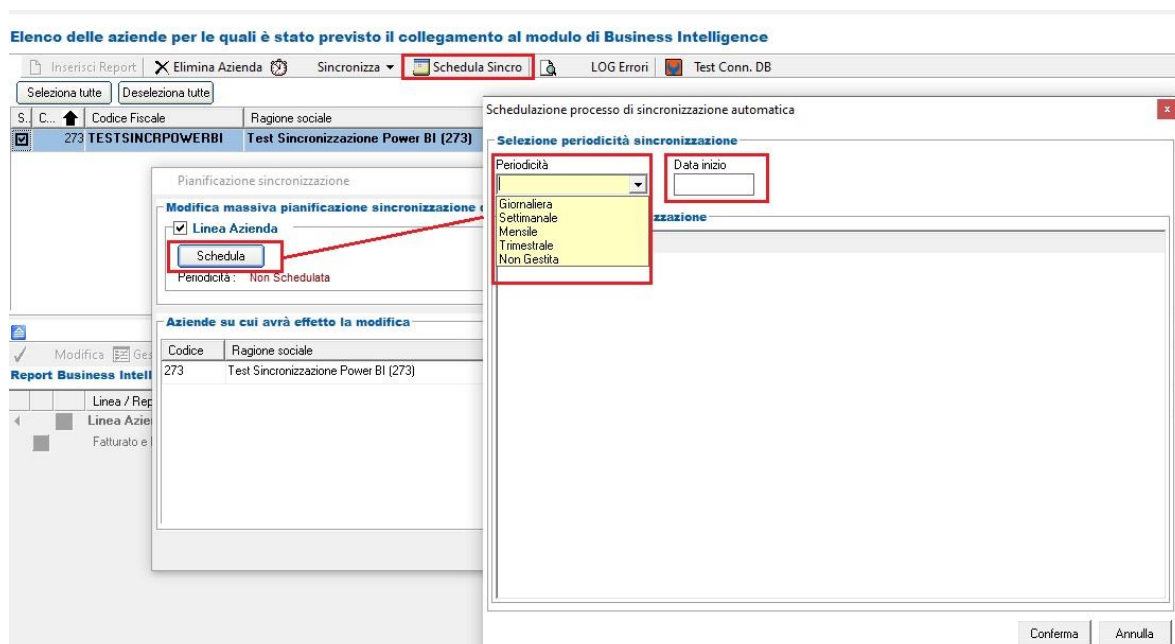 Elenco delle aziende per le quali è stato previsto il collegamento al modulo di Business Intelligence
Inserisci Report Elimina Azienda Sincronizza Schedula Sincro LOG Errori Test Conn. DB
Seleziona tutte Deseleziona tutte
S.. C... Codice Fiscale Ragione sociale
273 TESTSINCRPOWERBI Test Sincronizzazione Power BI (273)
Schedulazione processo di sincronizzazione automatica
x
Selezione periodicità sincronizzazione
Periodicità Data inizio
Giornaliera
Settimanale
Mensile
Trimestrale
Non Gestita
zzazione
Pianificazione sincronizzazione
Modifica massiva pianificazione sincronizzazione
Linea Azienda
Schedula
Periodicità : Non Schedulata
Aziende su cui avrà effetto la modifica
Codice Ragione sociale
273 Test Sincronizzazione Power BI (273)
Modifica Ges
Report Business Intell
Linea / Rep
Linea Azie
Fatturato e
Conferma Annulla